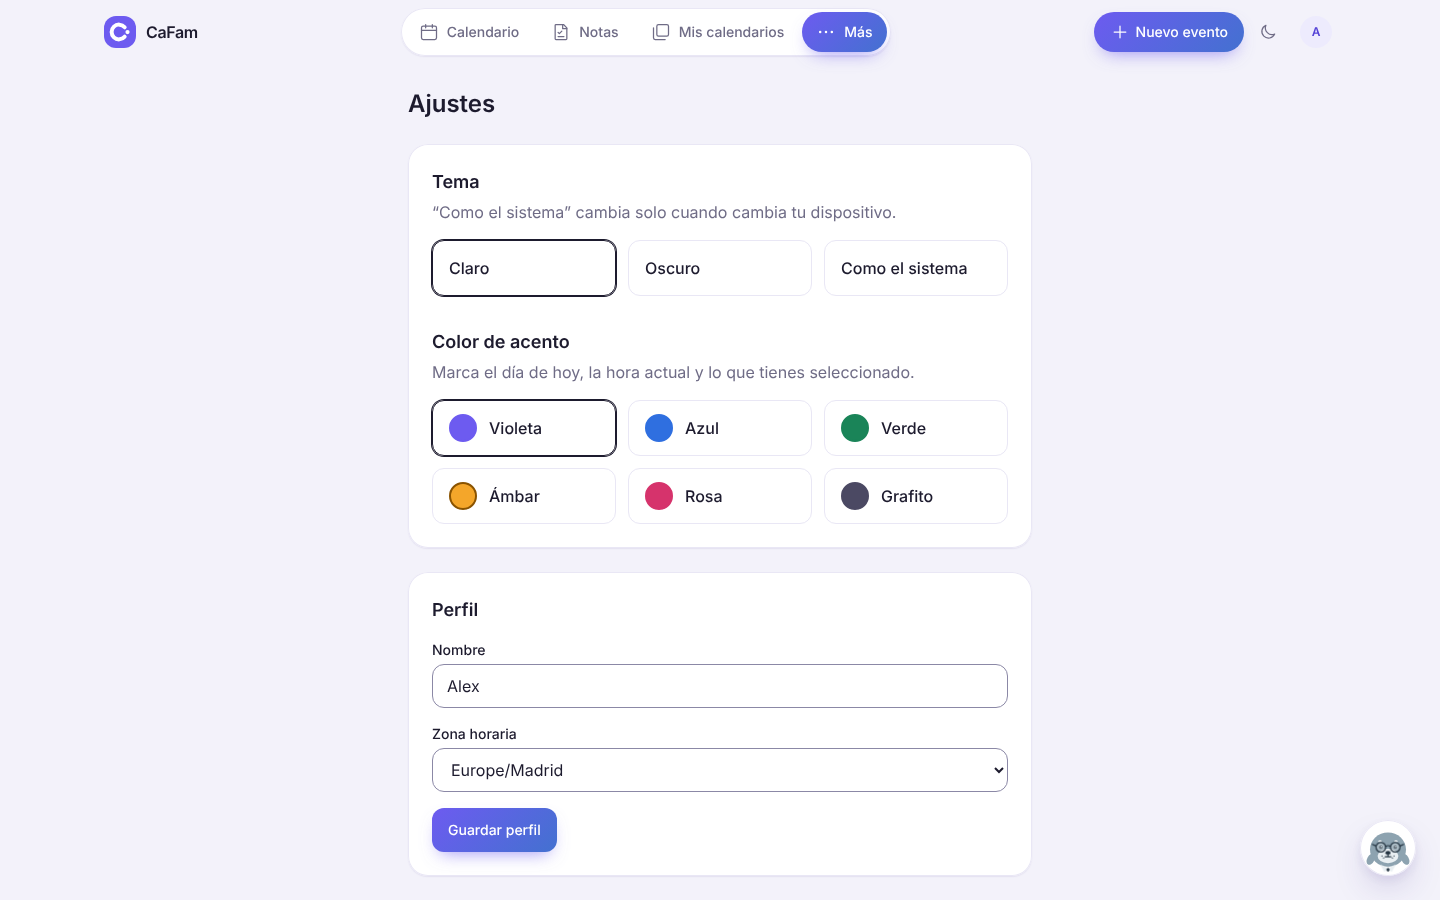 CaFam
Calendario
Notas
Mis calendarios
Más
Nuevo evento
A
Ajustes
Tema
“Como el sistema” cambia solo cuando cambia tu dispositivo.
Claro
Oscuro
Como el sistema
Color de acento
Marca el día de hoy, la hora actual y lo que tienes seleccionado.
Violeta
Azul
Verde
Ámbar
Rosa
Grafito
Perfil
Nombre
Alex
Zona horaria
Europe/Madrid
Guardar perfil